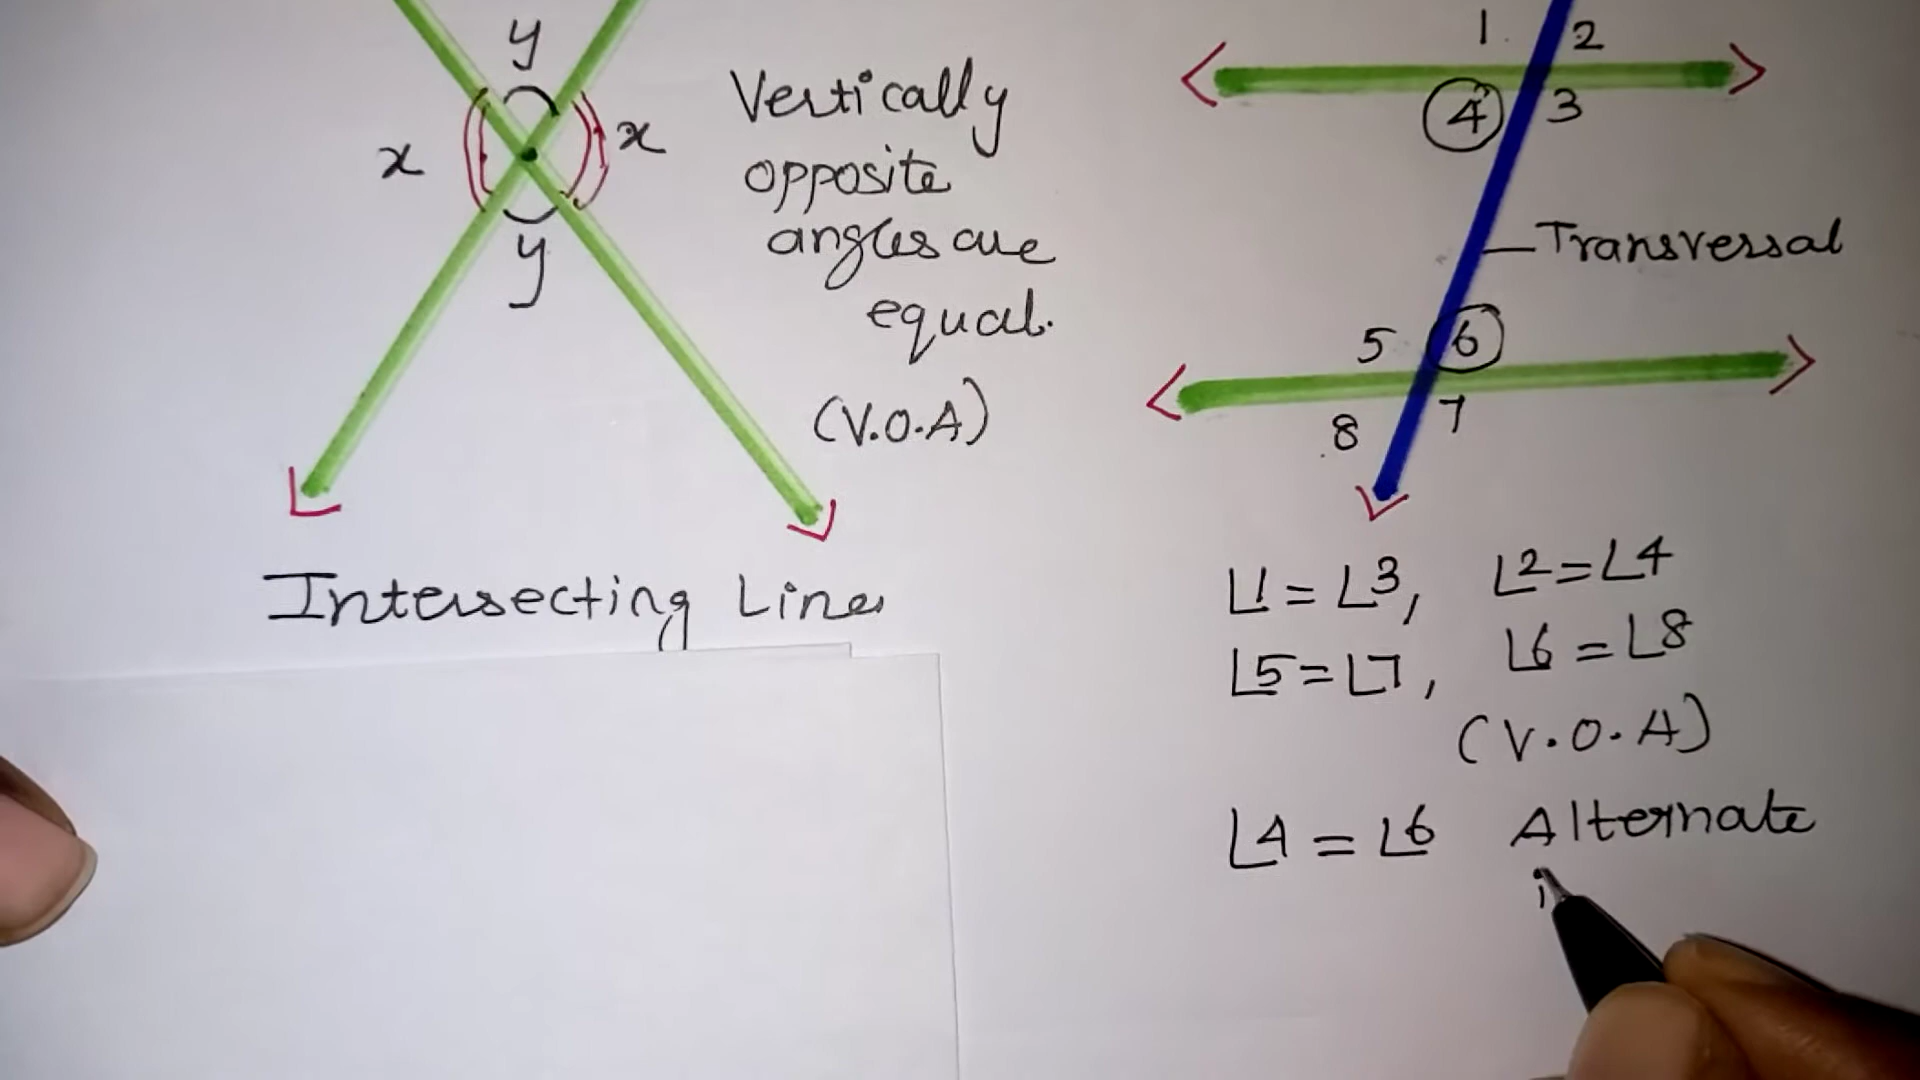 y
x
x
y
Vertically
opposite
angles are
equal.
(V.O.A)
Intersecting Lines
1
2
4
3
Transversal
5
6
8
7
∟1 = ∟3, ∟2 = ∟4
∟5 = ∟7, ∟6 = ∟8
(V.O.A)
∟4 = ∟6 Alternate
i